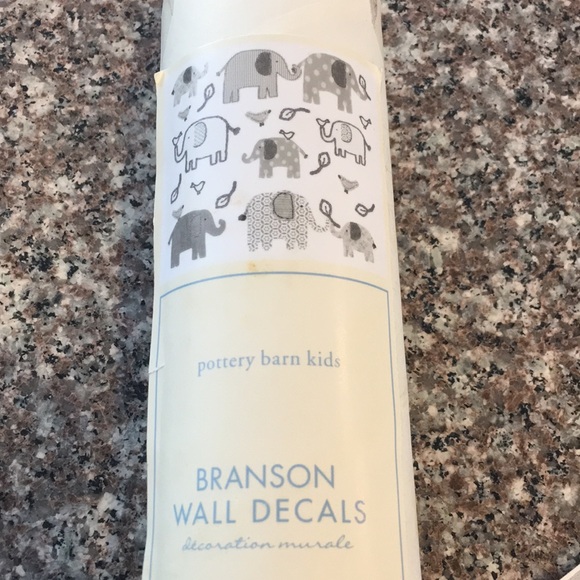 pottery barn kids
BRANSON
WALL DECALS
décoration murale